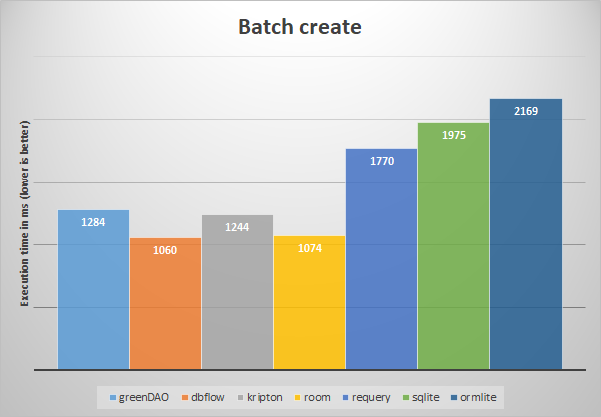 Batch create
Execution time in ms (lower is better)
1284
1060
1244
1074
1770
1975
2169
greenDAO
dbflow
kripton
room
requery
sqlite
ormlite